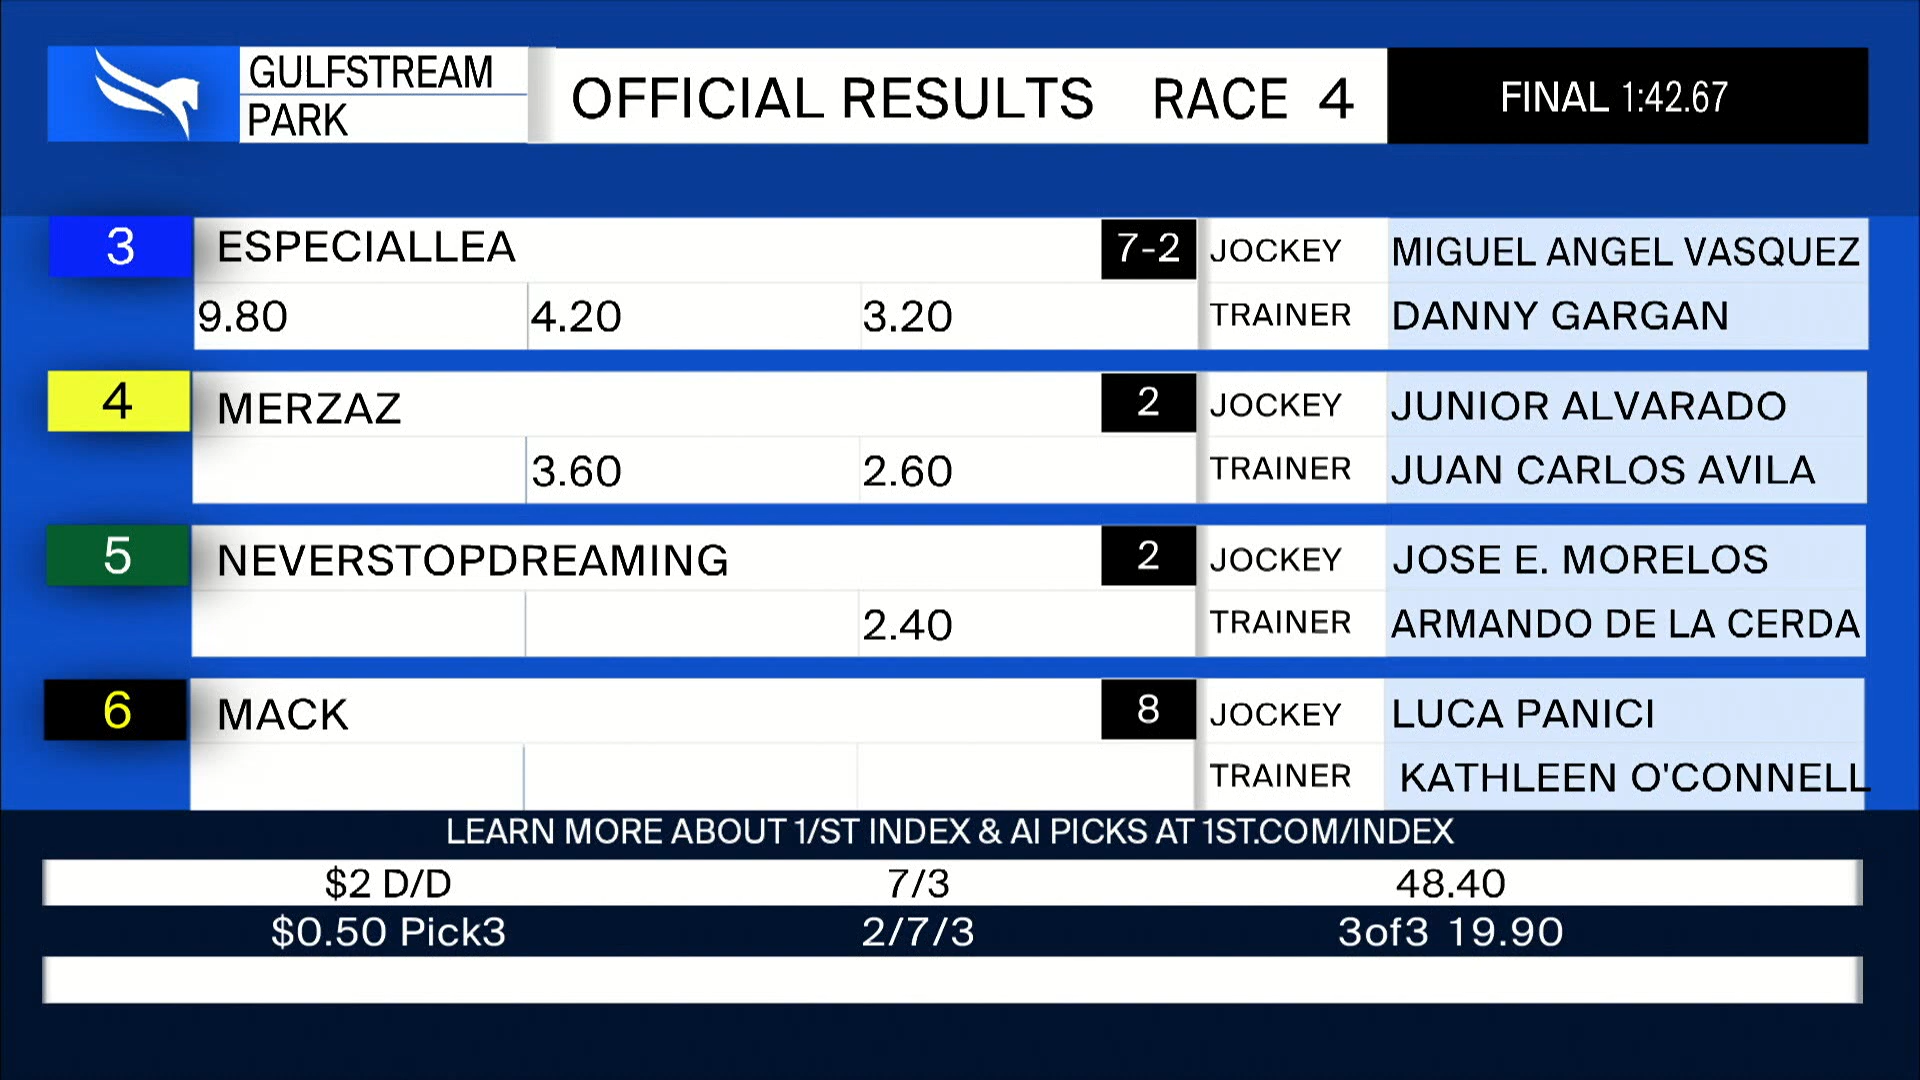 GULFSTREAM
PARK
OFFICIAL RESULTS RACE 4
FINAL 1:42.67
3 ESPECIALLEA 7-2 JOCKEY MIGUEL ANGEL VASQUEZ
9.80 4.20 3.20 TRAINER DANNY GARGAN
4 MERZAZ 2 JOCKEY JUNIOR ALVARADO
3.60 2.60 TRAINER JUAN CARLOS AVILA
5 NEVERSTOPDREAMING 2 JOCKEY JOSE E. MORELOS
2.40 TRAINER ARMANDO DE LA CERDA
6 MACK 8 JOCKEY LUCA PANICI
TRAINER KATHLEEN O'CONNELL
LEARN MORE ABOUT 1/ST INDEX & AI PICKS AT 1ST.COM/INDEX
$2 D/D 7/3 48.40
$0.50 Pick3 2/7/3 3of3 19.90